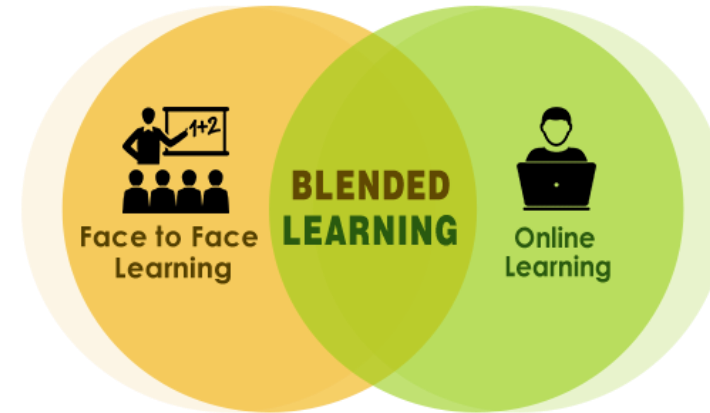 1+2
Face to Face
Learning
BLENDED
LEARNING
Online
Learning